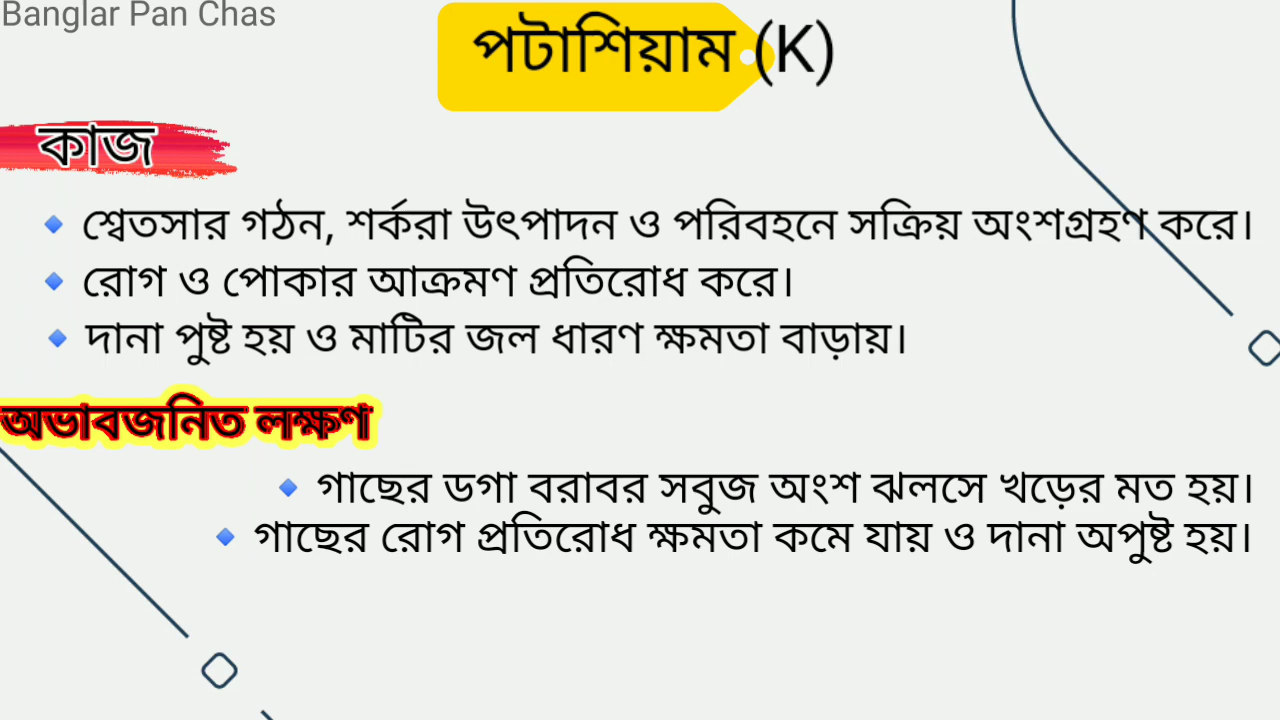 Banglar Pan Chas
পটাশিয়াম (K)
কাজ
🔹 শ্বেতসার গঠন, শর্করা উৎপাদন ও পরিবহনে সক্রিয় অংশগ্রহণ করে।
🔹 রোগ ও পোকার আক্রমণ প্রতিরোধ করে।
🔹 দানা পুষ্ট হয় ও মাটির জল ধারণ ক্ষমতা বাড়ায়।
অভাবজনিত লক্ষণ
🔹 গাছের ডগা বরাবর সবুজ অংশ ঝলসে খড়ের মত হয়।
🔹 গাছের রোগ প্রতিরোধ ক্ষমতা কমে যায় ও দানা অপুষ্ট হয়।